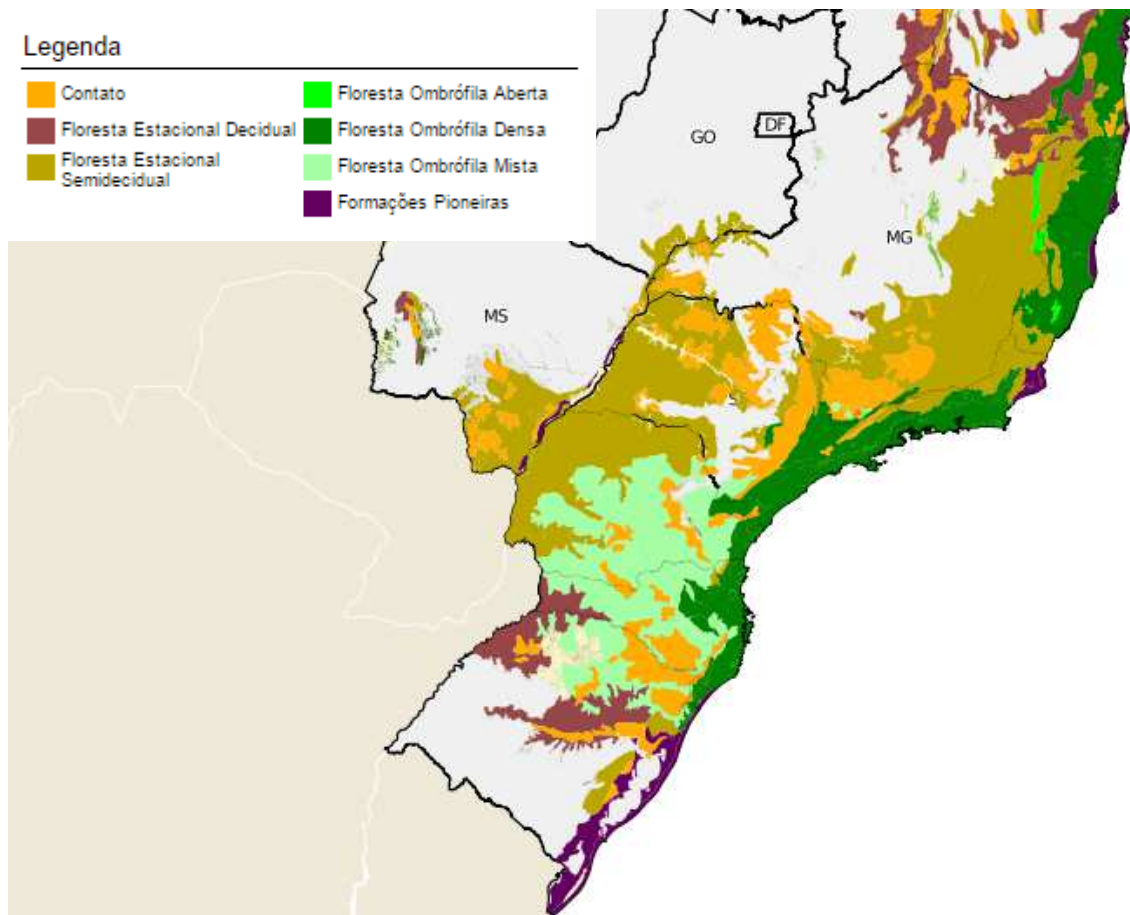 Legenda
Contato
Floresta Estacional Decidual
Floresta Estacional
Semidecidual
Floresta Ombrófila Aberta
Floresta Ombrófila Densa
Floresta Ombrófila Mista
Formações Pioneiras
GO
DF
MG
MS